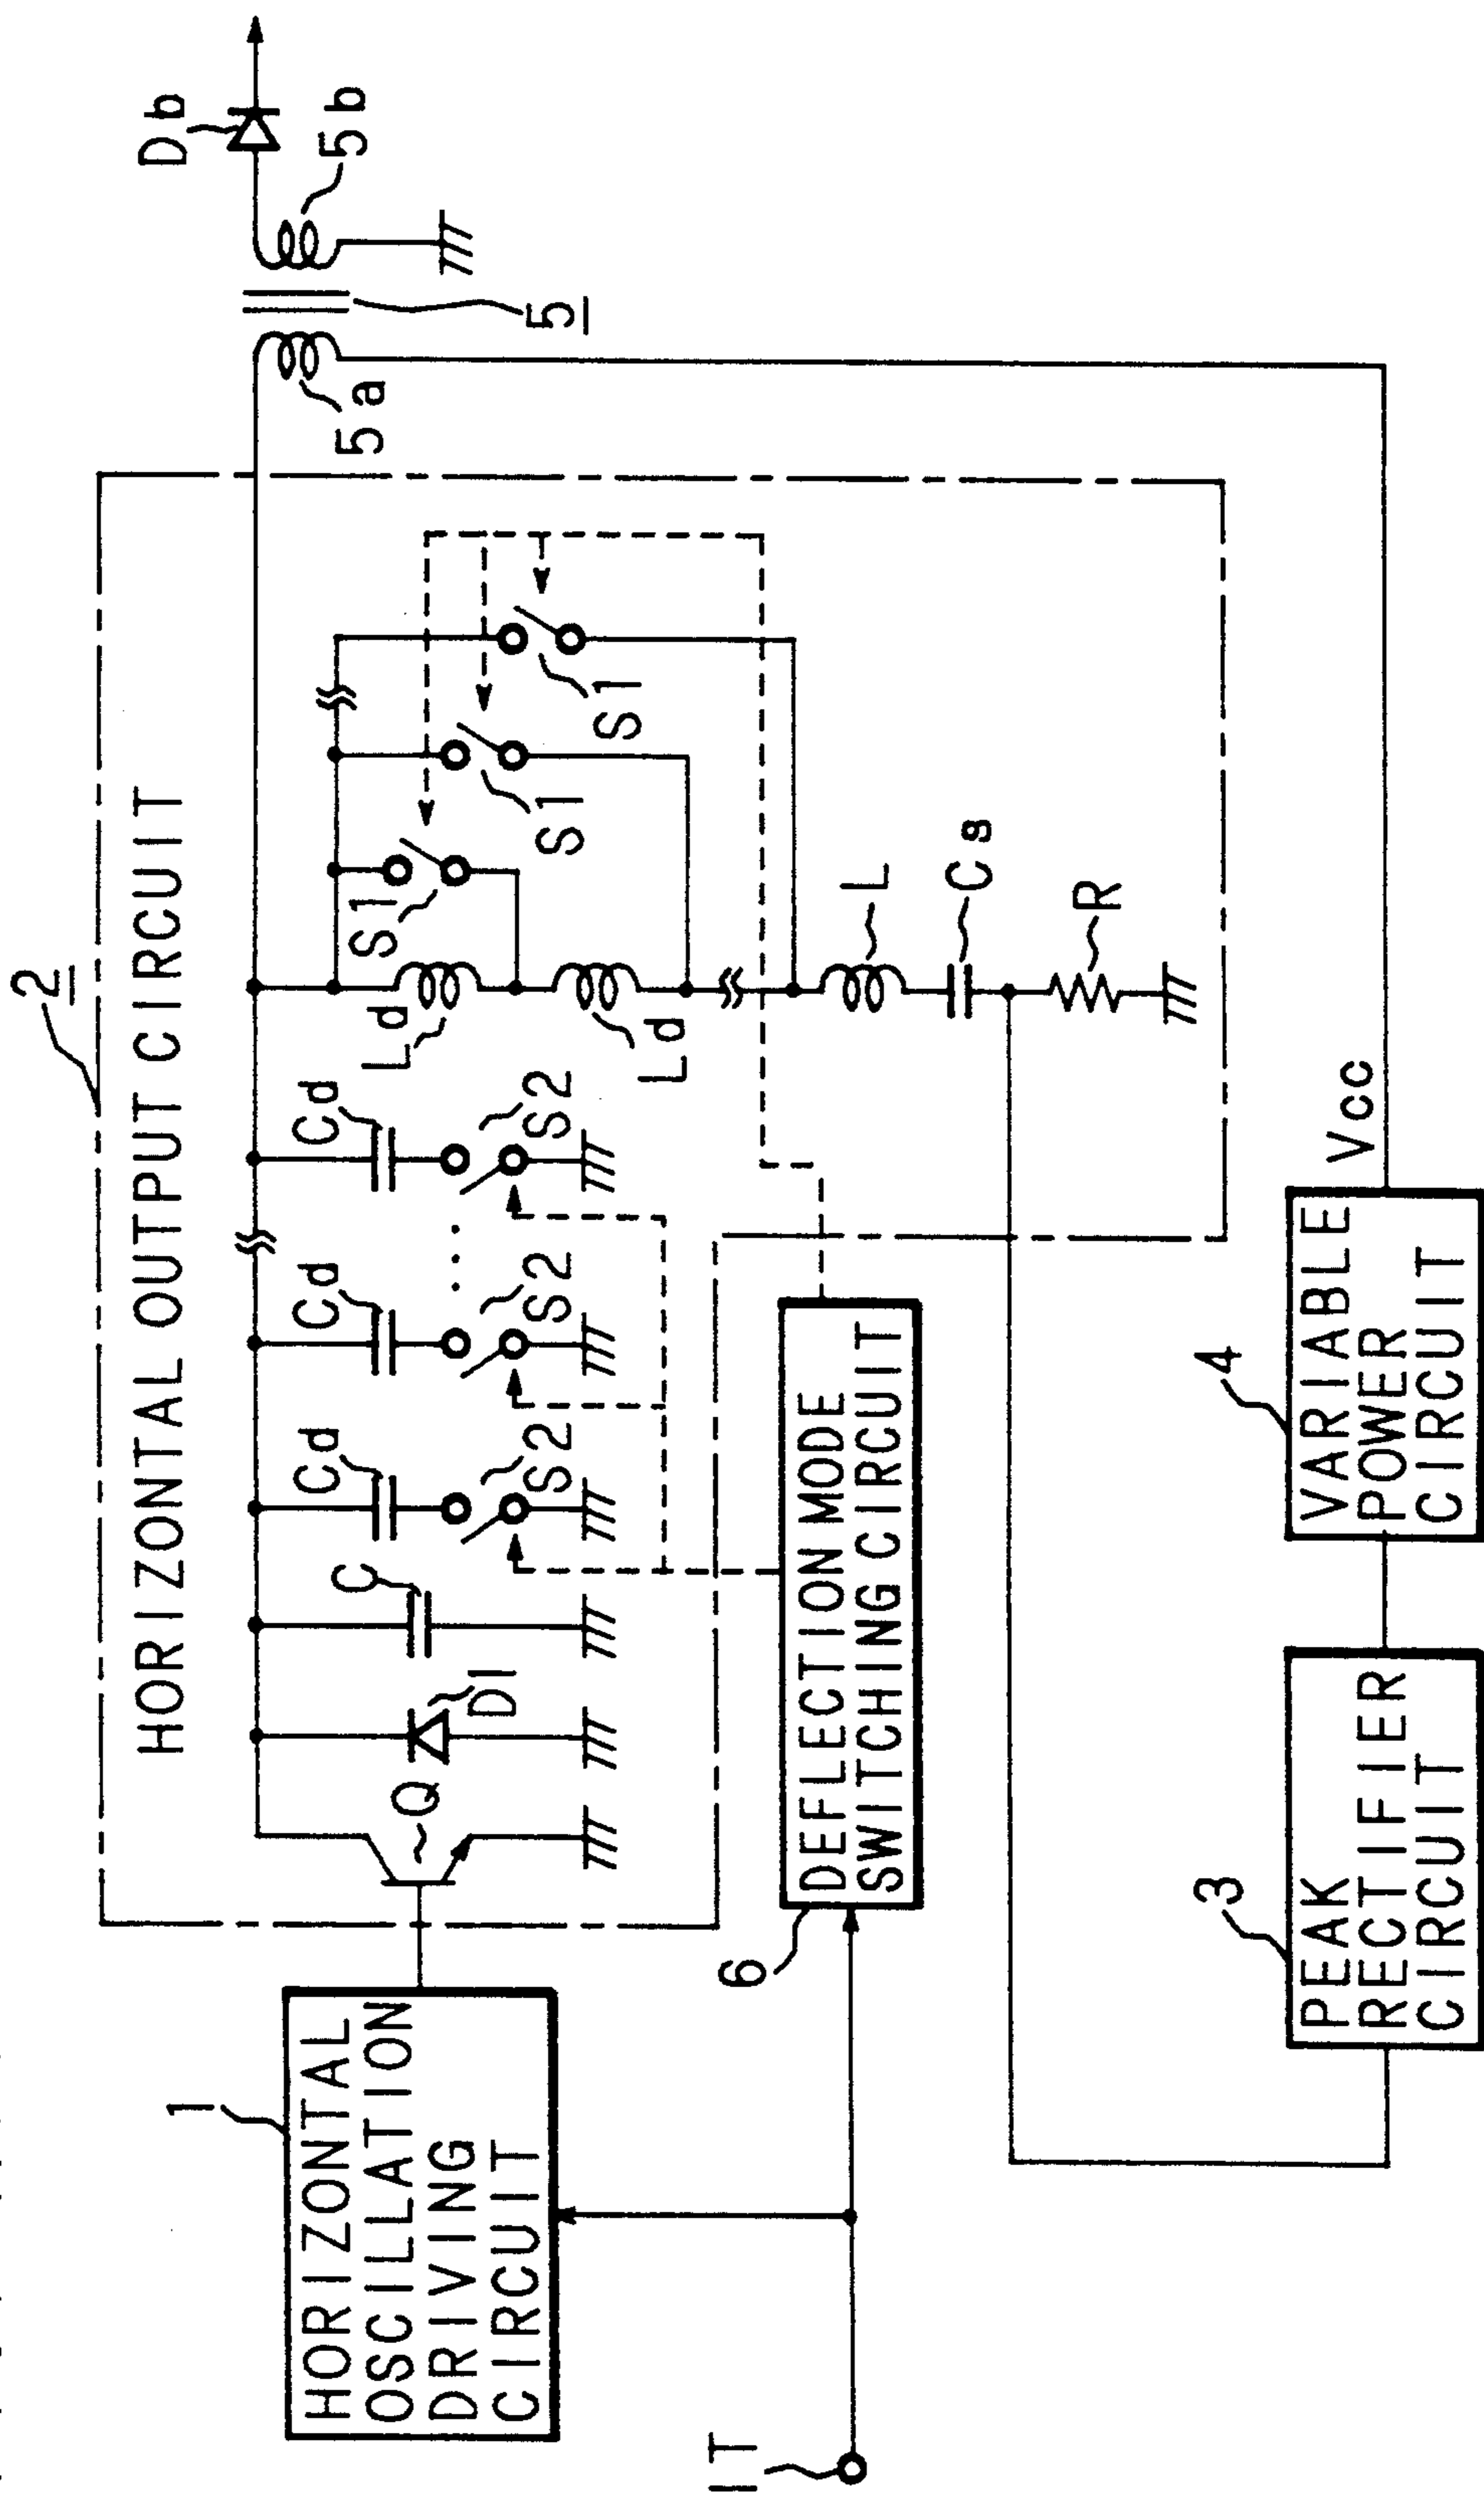 2
HORIZONTAL OUTPUT CIRCUIT
Db
5b
5
5a
1
HORIZONTAL
OSCILLATION
DRIVING
CIRCUIT
Q
D1
C
Cd
Cd
Cd
S2
S2
S2
Ld
Ld
S1
S1
S1
L
Cs
R
IT
6
DEFLECTION MODE
SWITCHING CIRCUIT
3
PEAK
RECTIFIER
CIRCUIT
4
VARIABLE
POWER
CIRCUIT
Vcc